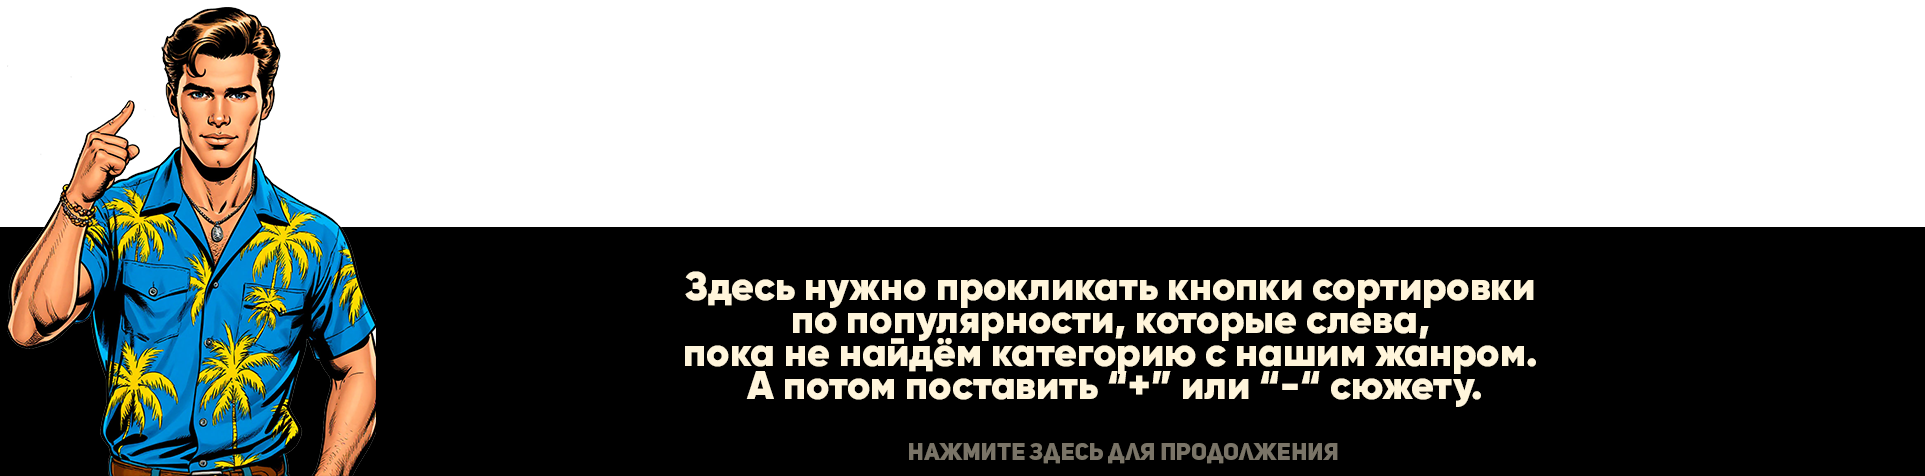 Здесь нужно прокликать кнопки сортировки
по популярности, которые слева,
пока не найдём категорию с нашим жанром.
А потом поставить “+” или “-“ сюжету.
НАЖМИТЕ ЗДЕСЬ ДЛЯ ПРОДОЛЖЕНИЯ